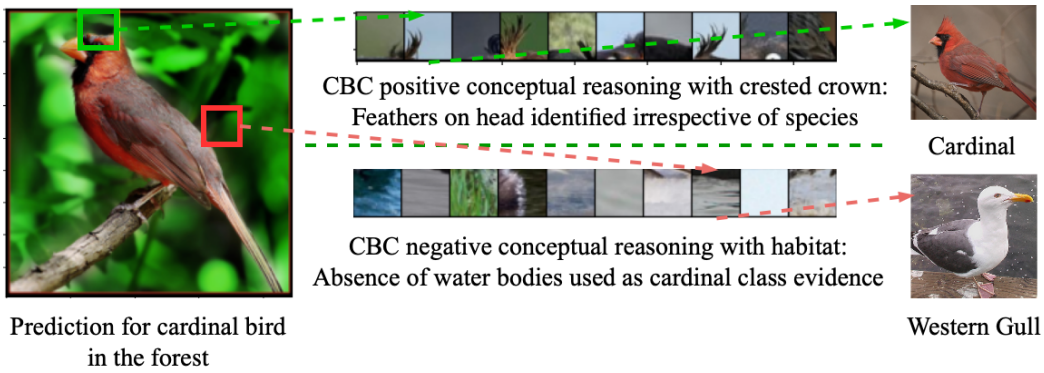 CBC positive conceptual reasoning with crested crown:
Feathers on head identified irrespective of species
Cardinal
CBC negative conceptual reasoning with habitat:
Absence of water bodies used as cardinal class evidence
Prediction for cardinal bird
in the forest
Western Gull